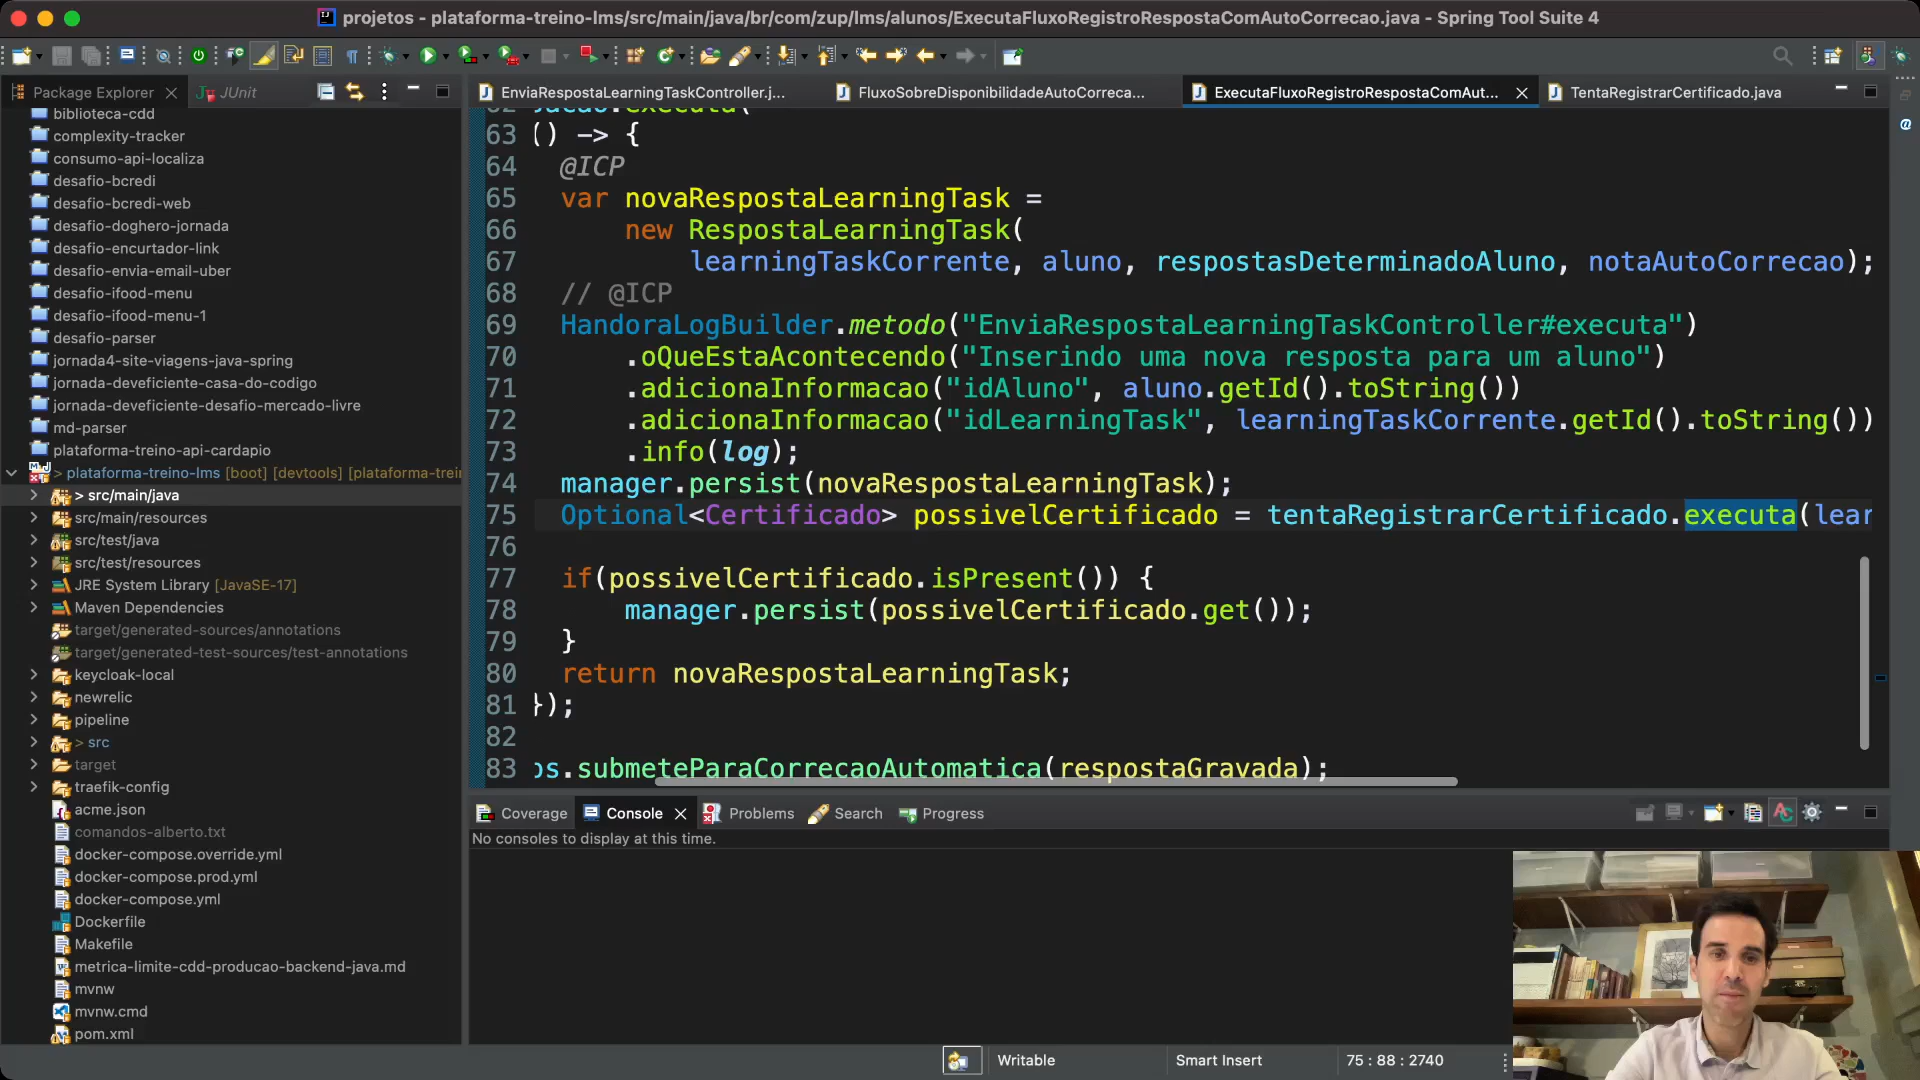 projetos - plataforma-treino-lms/src/main/java/br/com/zup/lms/alunos/ExecutaFluxoRegistroRespostaComAutoCorrecao.java - Spring Tool Suite 4
Package Explorer
JUnit
EnviaRespostaLearningTaskController.j...
FluxoSobreDisponibilidadeAutoCorreca...
ExecutaFluxoRegistroRespostaComAut...
TentaRegistrarCertificado.java
biblioteca-cdd
complexity-tracker
consumo-api-localiza
desafio-bcredi
desafio-bcredi-web
desafio-doghero-jornada
desafio-encurtador-link
desafio-envia-email-uber
desafio-ifood-menu
desafio-ifood-menu-1
desafio-parser
jornada4-site-viagens-java-spring
jornada-deveficiente-casa-do-codigo
jornada-deveficiente-desafio-mercado-livre
md-parser
plataforma-treino-api-cardapio
> plataforma-treino-lms [boot] [devtools] [plataforma-trein
> src/main/java
src/main/resources
src/test/java
src/test/resources
JRE System Library [JavaSE-17]
Maven Dependencies
target/generated-sources/annotations
target/generated-test-sources/test-annotations
keycloak-local
newrelic
pipeline
> src
target
traefik-config
acme.json
comandos-alberto.txt
docker-compose.override.yml
docker-compose.prod.yml
docker-compose.yml
Dockerfile
Makefile
metrica-limite-cdd-producao-backend-java.md
mvnw
mvnw.cmd
pom.xml
63 () -> {
64 @ICP
65 var novaRespostaLearningTask =
66 new RespostaLearningTask(
67 learningTaskCorrente, aluno, respostasDeterminadoAluno, notaAutoCorrecao);
68 // @ICP
69 HandoraLogBuilder.metodo("EnviaRespostaLearningTaskController#executa")
70 .oQueEstaAcontecendo("Inserindo uma nova resposta para um aluno")
71 .adicionaInformacao("idAluno", aluno.getId().toString())
72 .adicionaInformacao("idLearningTask", learningTaskCorrente.getId().toString())
73 .info(log);
74 manager.persist(novaRespostaLearningTask);
75 Optional<Certificado> possivelCertificado = tentaRegistrarCertificado.executa(lear
76
77 if(possivelCertificado.isPresent()) {
78 manager.persist(possivelCertificado.get());
79 }
80 return novaRespostaLearningTask;
81 });
82
83 os.submeteParaCorrecaoAutomatica(respostaGravada);
Coverage
Console
Problems
Search
Progress
No consoles to display at this time.
Writable
Smart Insert
75 : 88 : 2740